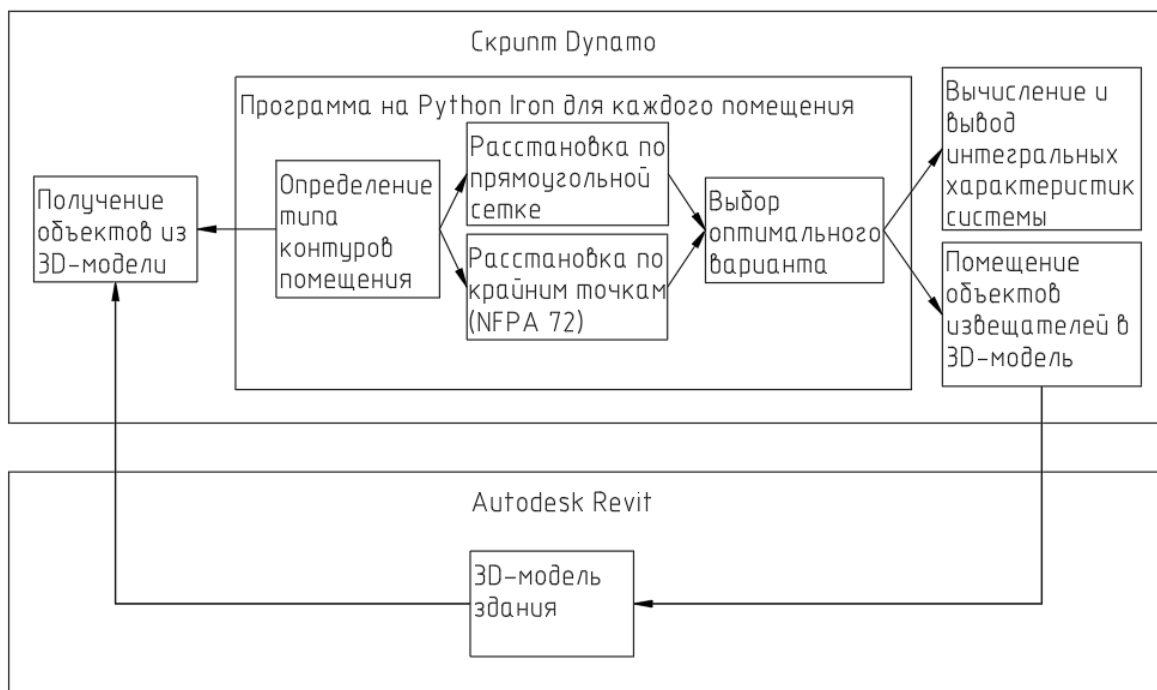 Скрипт Dynamo
Программа на Python Iron для каждого помещения
Получение
объектов из
3D-модели
Определение
типа
контуров
помещения
Расстановка по
прямоугольной
сетке
Расстановка по
крайним точкам
(NFPA 72)
Выбор
оптимального
варианта
Вычисление и
вывод
интегральных
характеристик
системы
Помещение
объектов
извещателей в
3D-модель
Autodesk Revit
3D-модель
здания